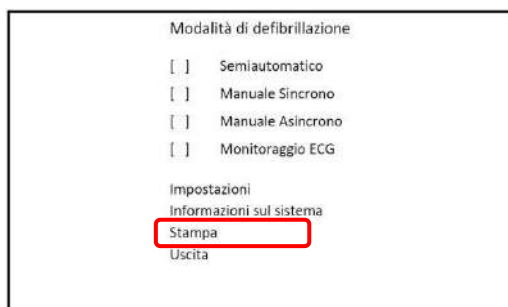 Modalità di defibrillazione
[ ] Semiautomatico
[ ] Manuale Sincrono
[ ] Manuale Asincrono
[ ] Monitoraggio ECG
Impostazioni
Informazioni sul sistema
Stampa
Uscita